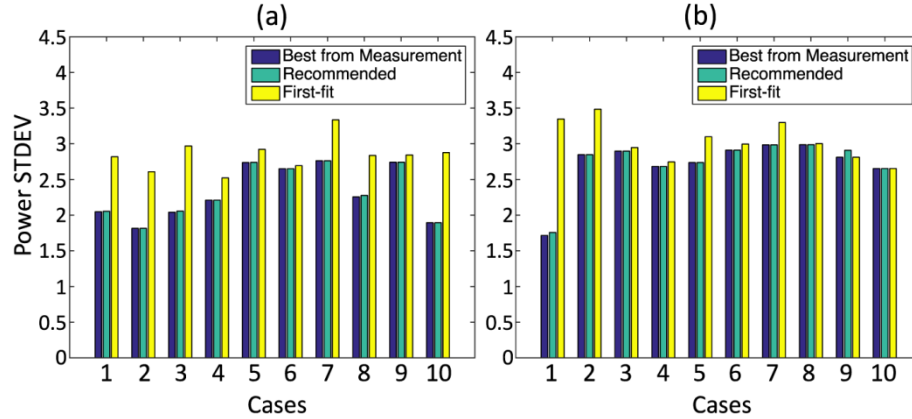 (a)
4.5
4
3.5
3
2.5
2
1.5
1
0.5
0
Power STDEV
Best from Measurement
Recommended
First-fit
1 2 3 4 5 6 7 8 9 10
Cases
(b)
4.5
4
3.5
3
2.5
2
1.5
1
0.5
0
Best from Measurement
Recommended
First-fit
1 2 3 4 5 6 7 8 9 10
Cases